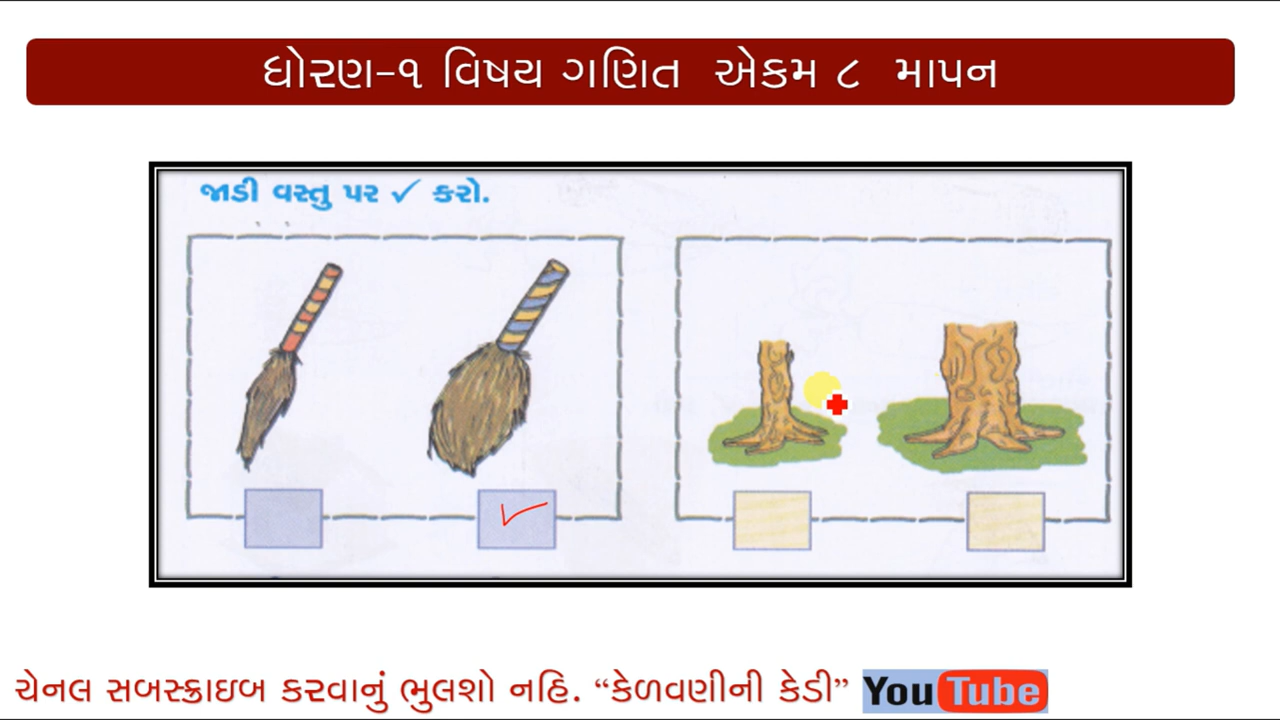 ધોરણ-૧ વિષય ગણિત એકમ ૮ માપન
જાડી વસ્તુ પર ✓ કરો.
ચેનલ સબસ્ક્રાઇબ કરવાનું ભુલશો નહિ. “કેળવણીની કેડી” YouTube